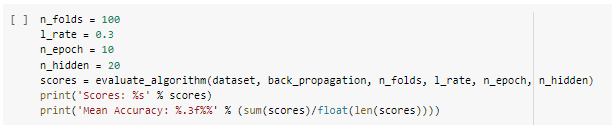 [ ] n_folds = 100
l_rate = 0.3
n_epoch = 10
n_hidden = 20
scores = evaluate_algorithm(dataset, back_propagation, n_folds, l_rate, n_epoch, n_hidden)
print('Scores: %s' % scores)
print('Mean Accuracy: %.3f%%' % (sum(scores)/float(len(scores))))